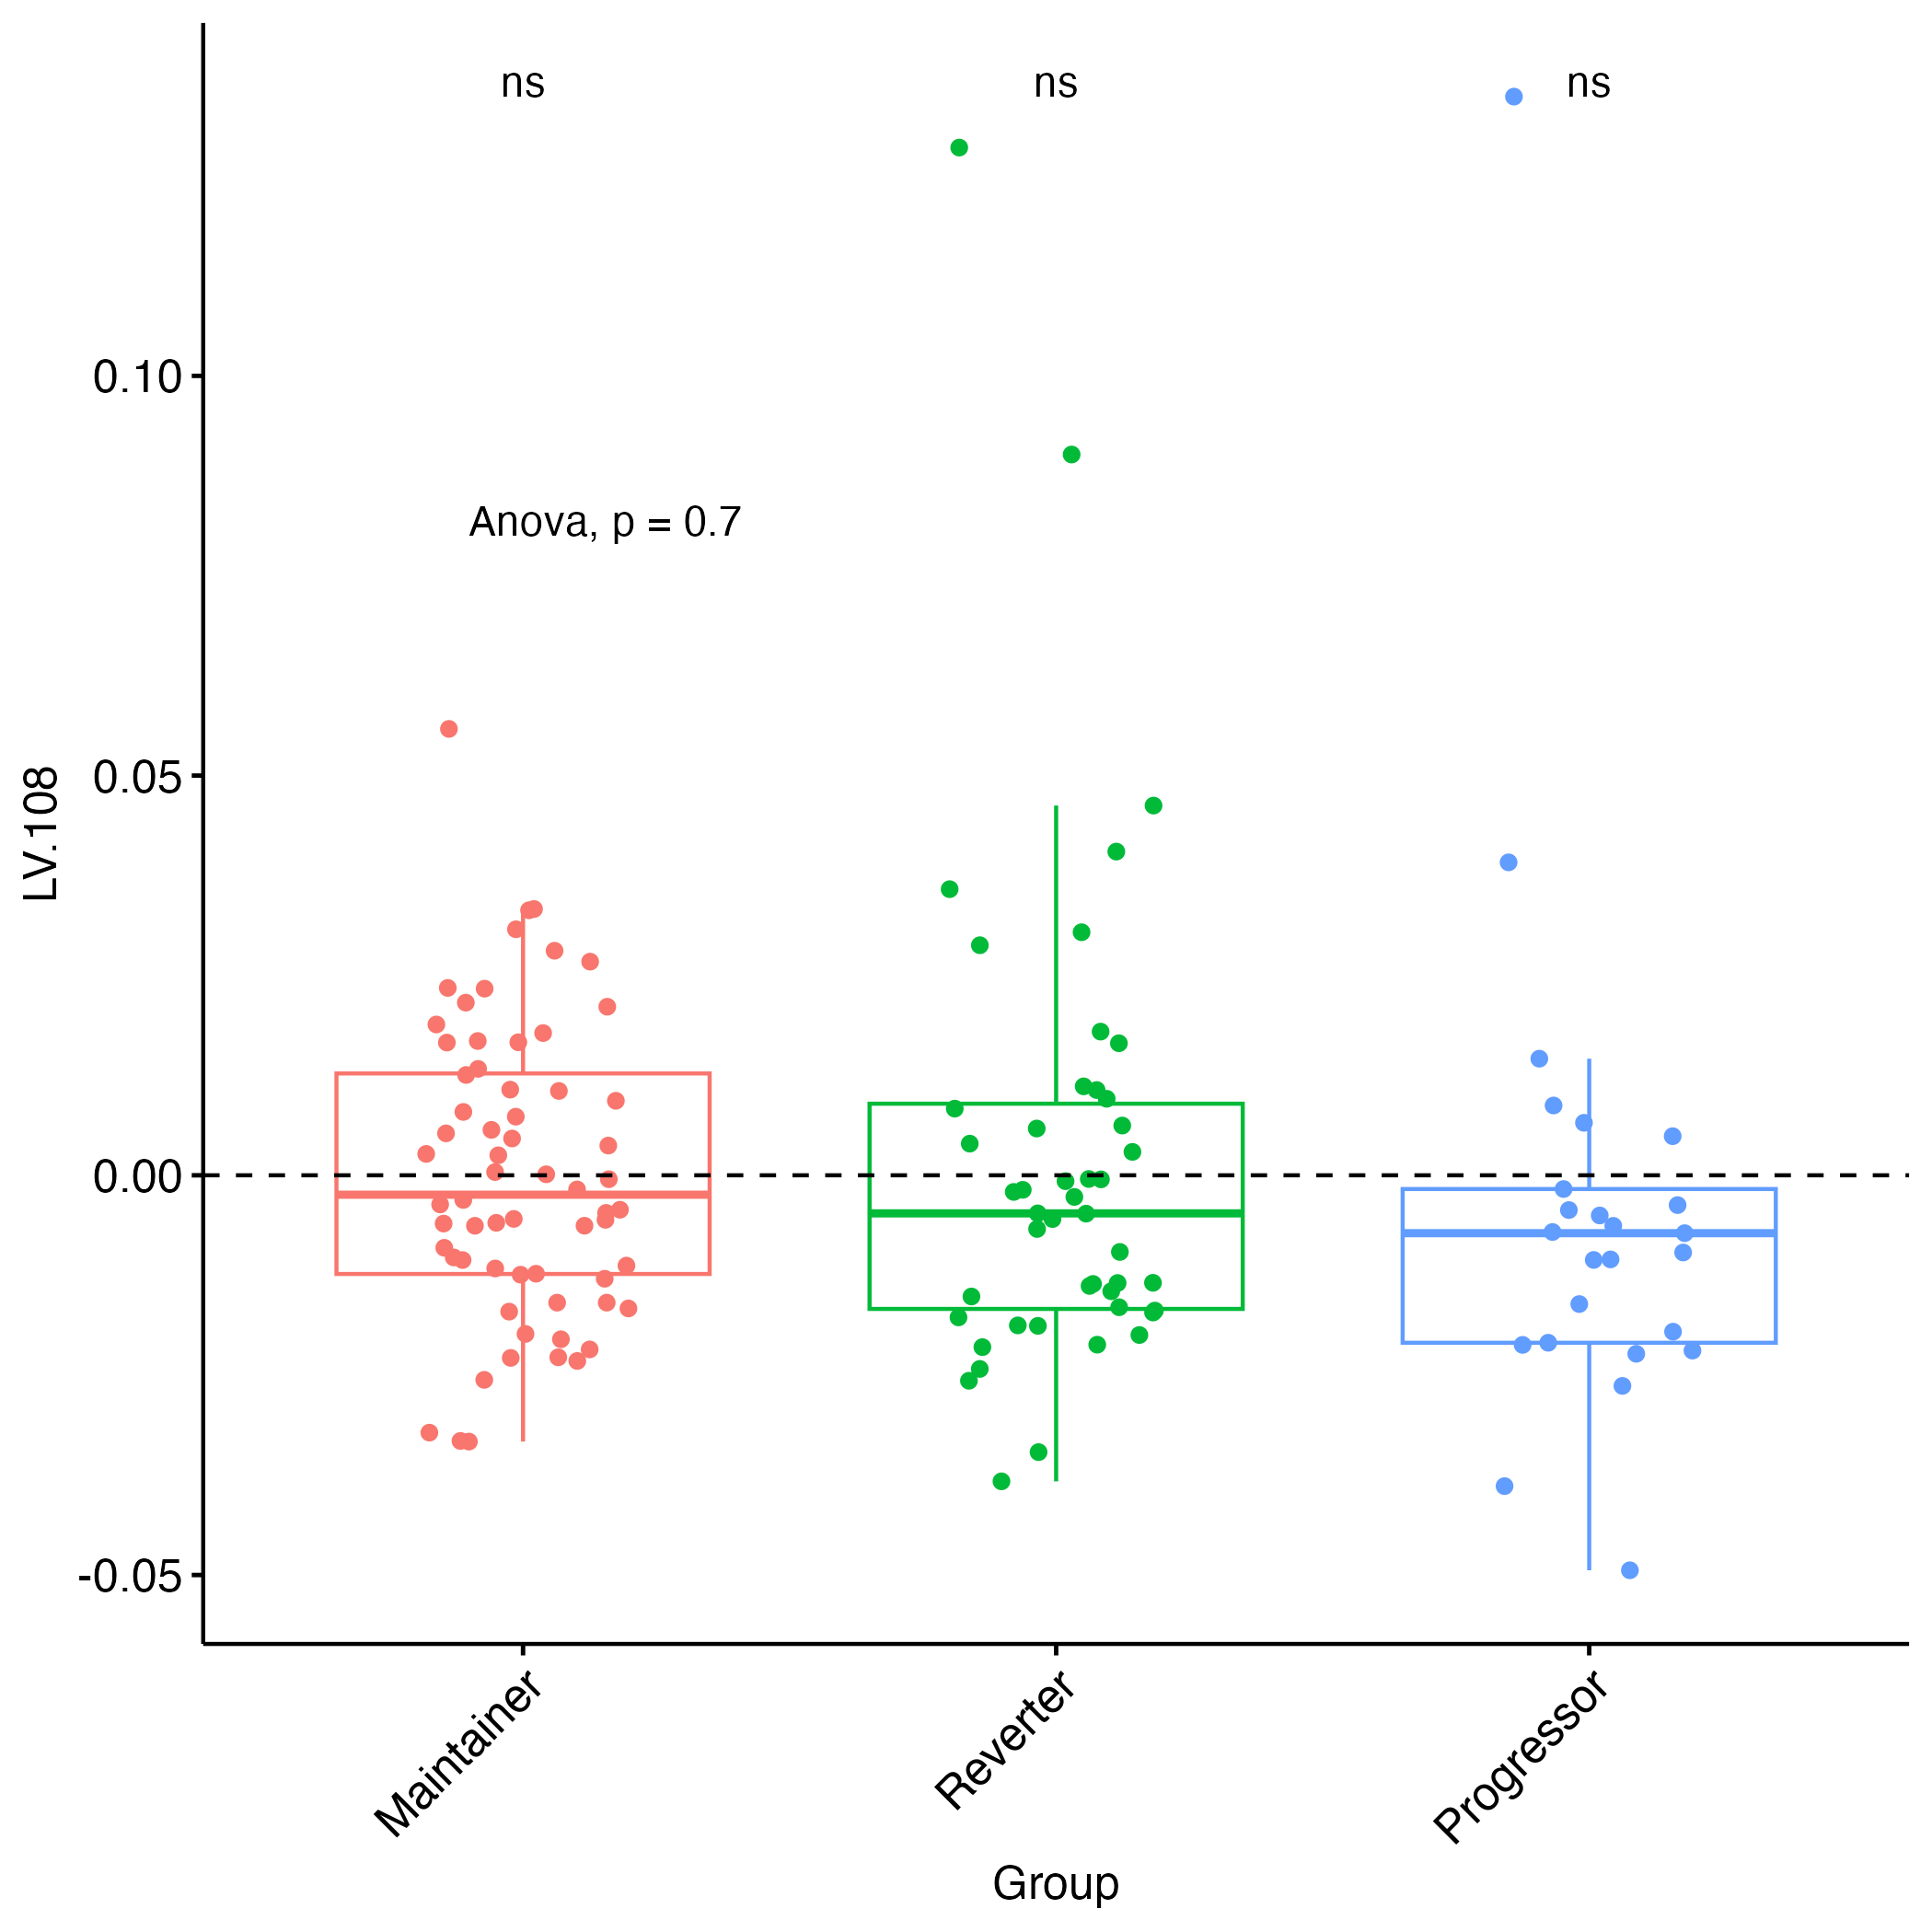 ns
ns
ns
Anova, p = 0.7
LV.108
0.10
0.05
0.00
-0.05
Maintainer
Reverter
Progressor
Group